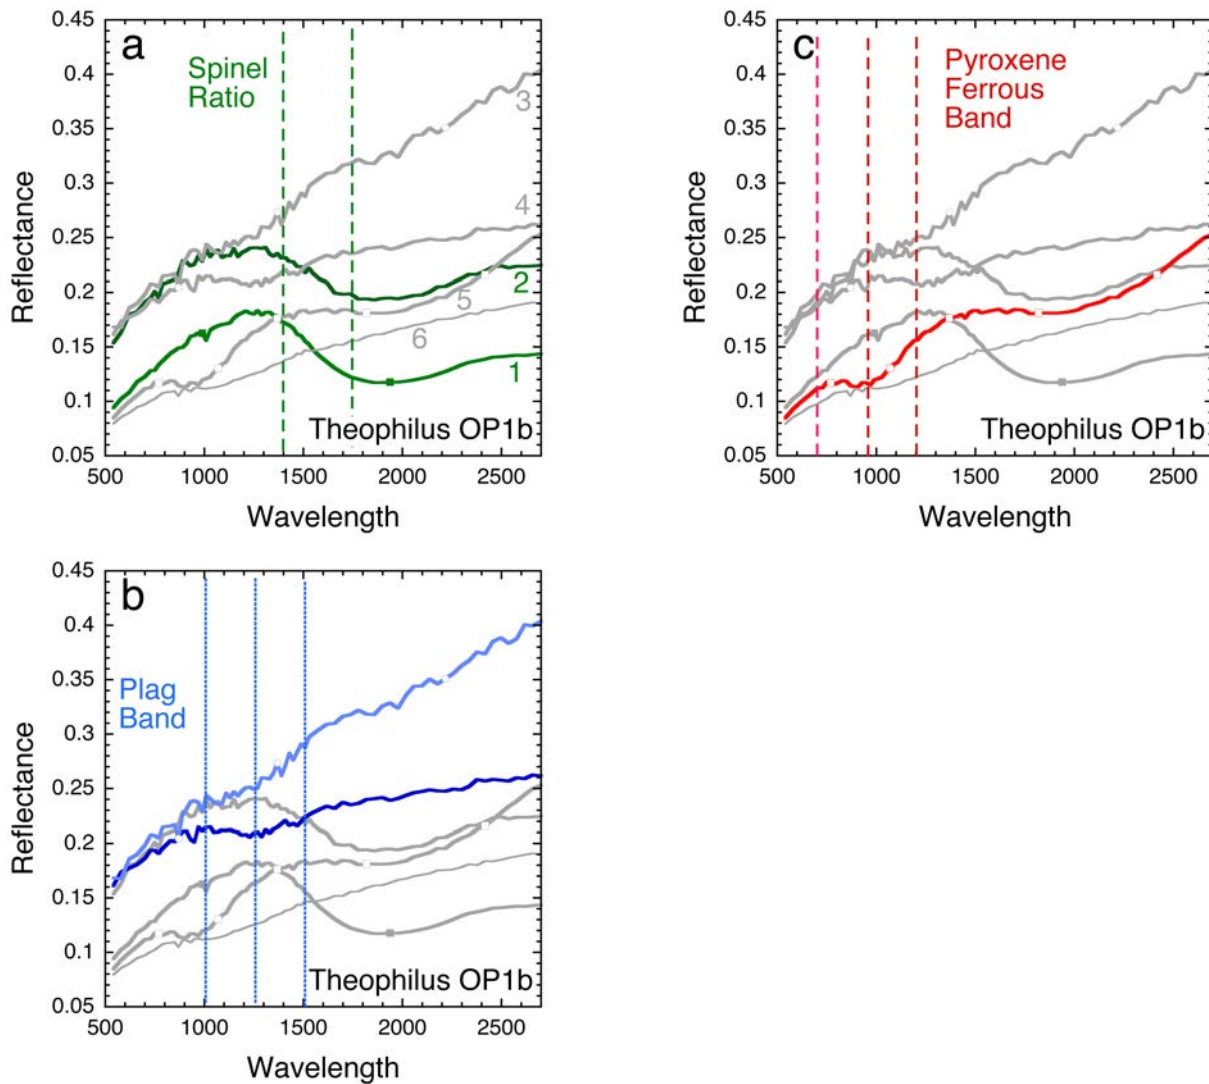 a
Spinel
Ratio
3
4
2
5
6
1
Theophilus OP1b
0.45
0.4
0.35
0.3
0.25
0.2
0.15
0.1
0.05
Reflectance
500 1000 1500 2000 2500
Wavelength
c
Pyroxene
Ferrous
Band
Theophilus OP1b
0.45
0.4
0.35
0.3
0.25
0.2
0.15
0.1
0.05
Reflectance
500 1000 1500 2000 2500
Wavelength
b
Plag
Band
Theophilus OP1b
0.45
0.4
0.35
0.3
0.25
0.2
0.15
0.1
0.05
Reflectance
500 1000 1500 2000 2500
Wavelength